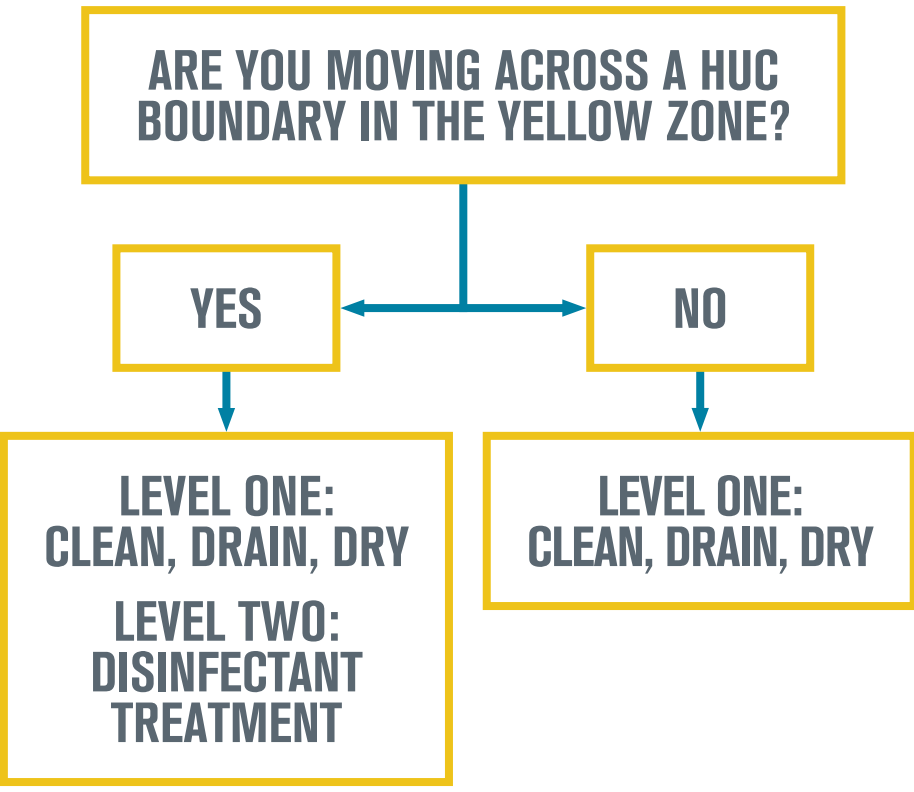 ARE YOU MOVING ACROSS A HUC
BOUNDARY IN THE YELLOW ZONE?
YES
NO
LEVEL ONE:
CLEAN, DRAIN, DRY
LEVEL TWO:
DISINFECTANT
TREATMENT
LEVEL ONE:
CLEAN, DRAIN, DRY